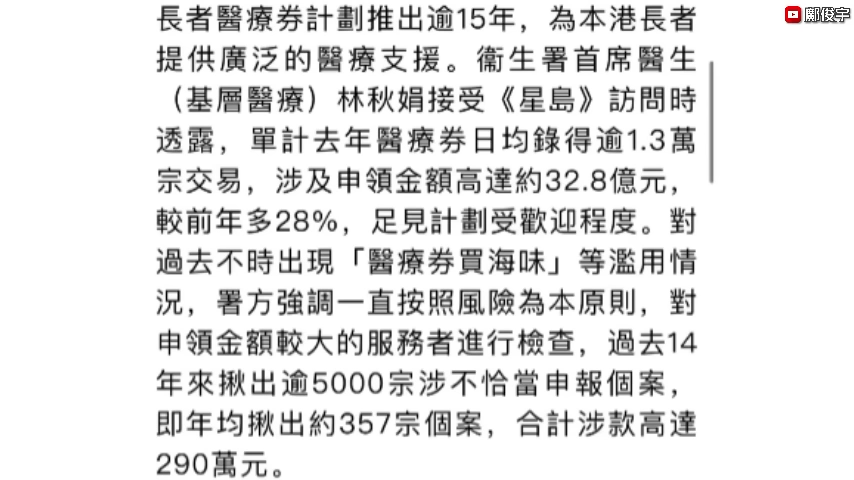 鄺俊宇
長者醫療券計劃推出逾15年，為本港長者
提供廣泛的醫療支援。衞生署首席醫生
（基層醫療）林秋娟接受《星島》訪問時
透露，單計去年醫療券日均錄得逾1.3萬
宗交易，涉及申領金額高達約32.8億元，
較前年多28%，足見計劃受歡迎程度。對
過去不時出現「醫療券買海味」等濫用情
況，署方強調一直按照風險為本原則，對
申領金額較大的服務者進行檢查，過去14
年來揪出逾5000宗涉不恰當申報個案，
即年均揪出約357宗個案，合計涉款高達
290萬元。